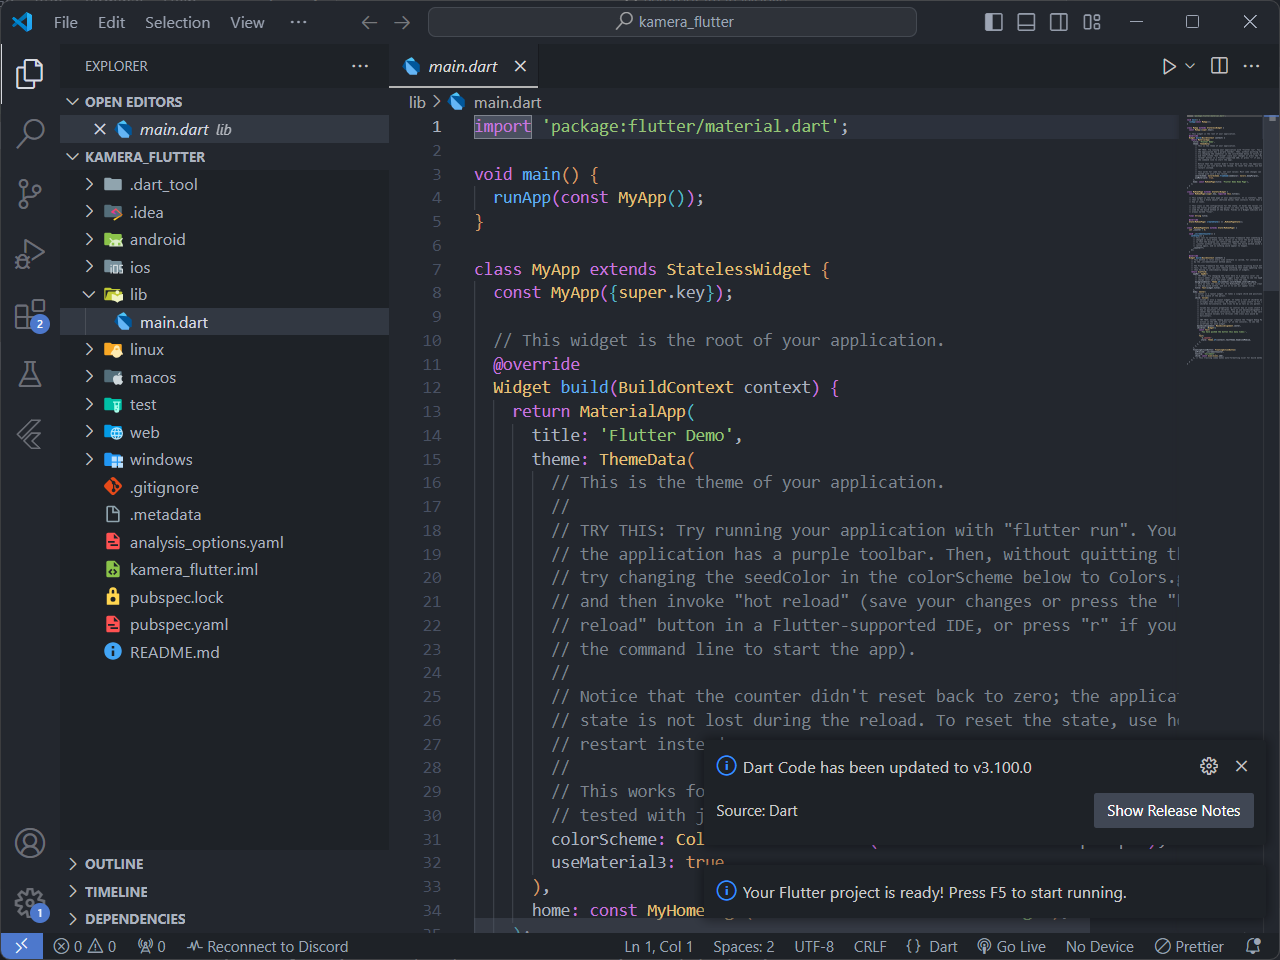 File Edit Selection View ··· kamera_flutter
EXPLORER ···
OPEN EDITORS
main.dart lib
KAMERA_FLUTTER
.dart_tool
.idea
android
ios
lib
main.dart
linux
macos
test
web
windows
.gitignore
.metadata
analysis_options.yaml
kamera_flutter.iml
pubspec.lock
pubspec.yaml
README.md
OUTLINE
TIMELINE
DEPENDENCIES
2
1
main.dart
lib > main.dart
1 import 'package:flutter/material.dart';
2
3 void main() {
4 runApp(const MyApp());
5 }
6
7 class MyApp extends StatelessWidget {
8 const MyApp({super.key});
9
10 // This widget is the root of your application.
11 @override
12 Widget build(BuildContext context) {
13 return MaterialApp(
14 title: 'Flutter Demo',
15 theme: ThemeData(
16 // This is the theme of your application.
17 //
18 // TRY THIS: Try running your application with "flutter run". You
19 // the application has a purple toolbar. Then, without quitting th
20 // try changing the seedColor in the colorScheme below to Colors.g
21 // and then invoke "hot reload" (save your changes or press the "h
22 // reload" button in a Flutter-supported IDE, or press "r" if you
23 // the command line to start the app).
24 //
25 // Notice that the counter didn't reset back to zero; the applicat
26 // state is not lost during the reload. To reset the state, use ho
27 // restart inste
28 //
29 // This works fo
30 // tested with j
31 colorScheme: Col
32 useMaterial3: true
33 ),
34 home: const MyHome
35 );
Dart Code has been updated to v3.100.0
Source: Dart
Show Release Notes
Your Flutter project is ready! Press F5 to start running.
0 0 0 Reconnect to Discord Ln 1, Col 1 Spaces: 2 UTF-8 CRLF {} Dart Go Live No Device Prettier